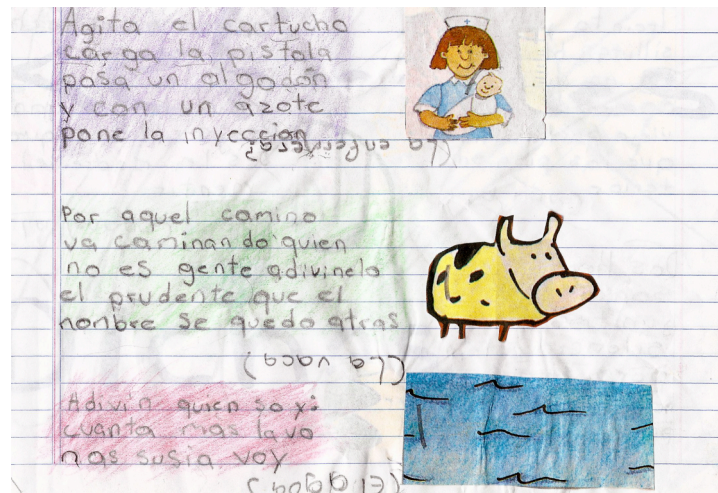 Agita el cartucho
carga la pistola
pasa un algodón
y con un azote
pone la inyeccion
(La enfermera)
Por aquel camino
va caminando quien
no es gente adivinelo
el prudente que el
nombre se quedo atras
(La vaca)
Adivin quien soy:
cuanta mas lavo
mas susia voy
(El agua)